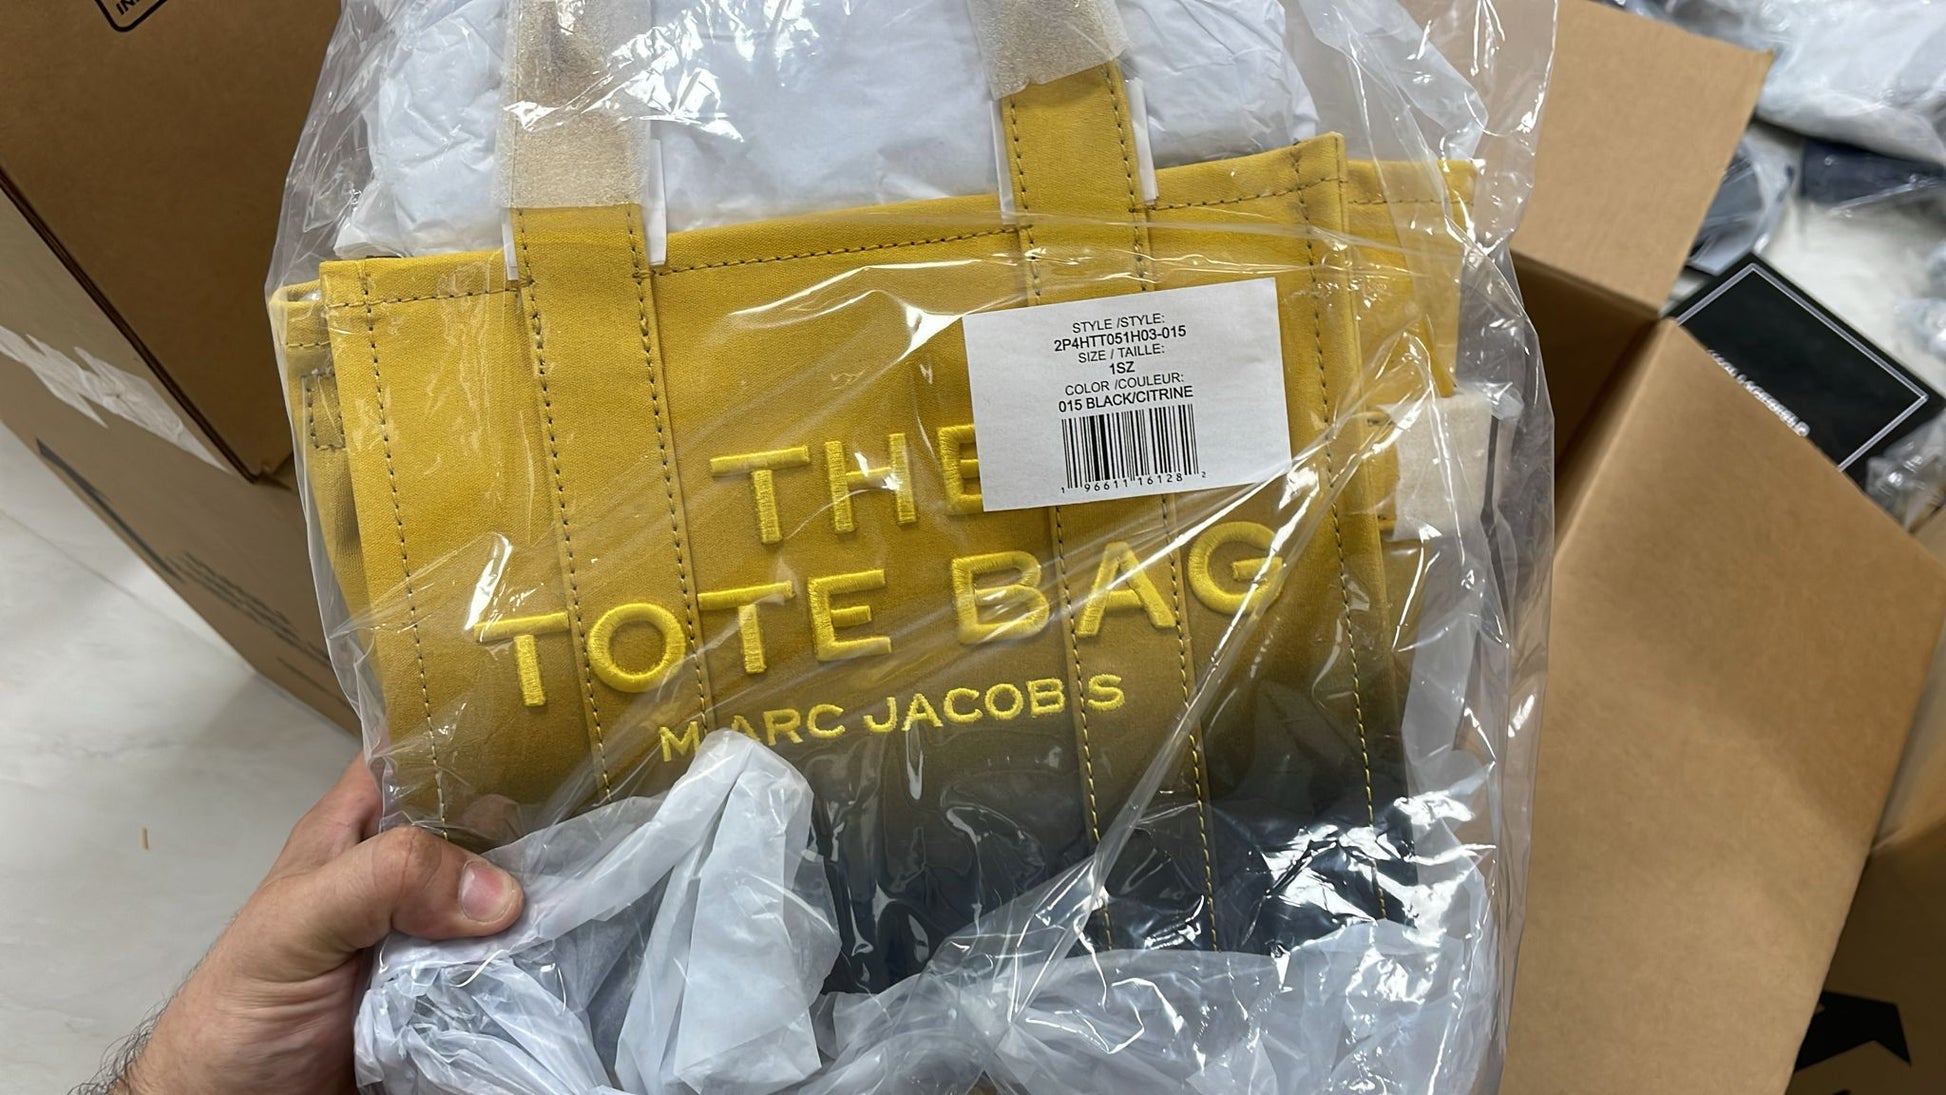 STYLE /STYLE:
2P4HTT051H03-015
SIZE / TAILLE:
1SZ
COLOR /COULEUR:
015 BLACK/CITRINE
1 96611 16128 2
THE
TOTE BAG
MARC JACOBS